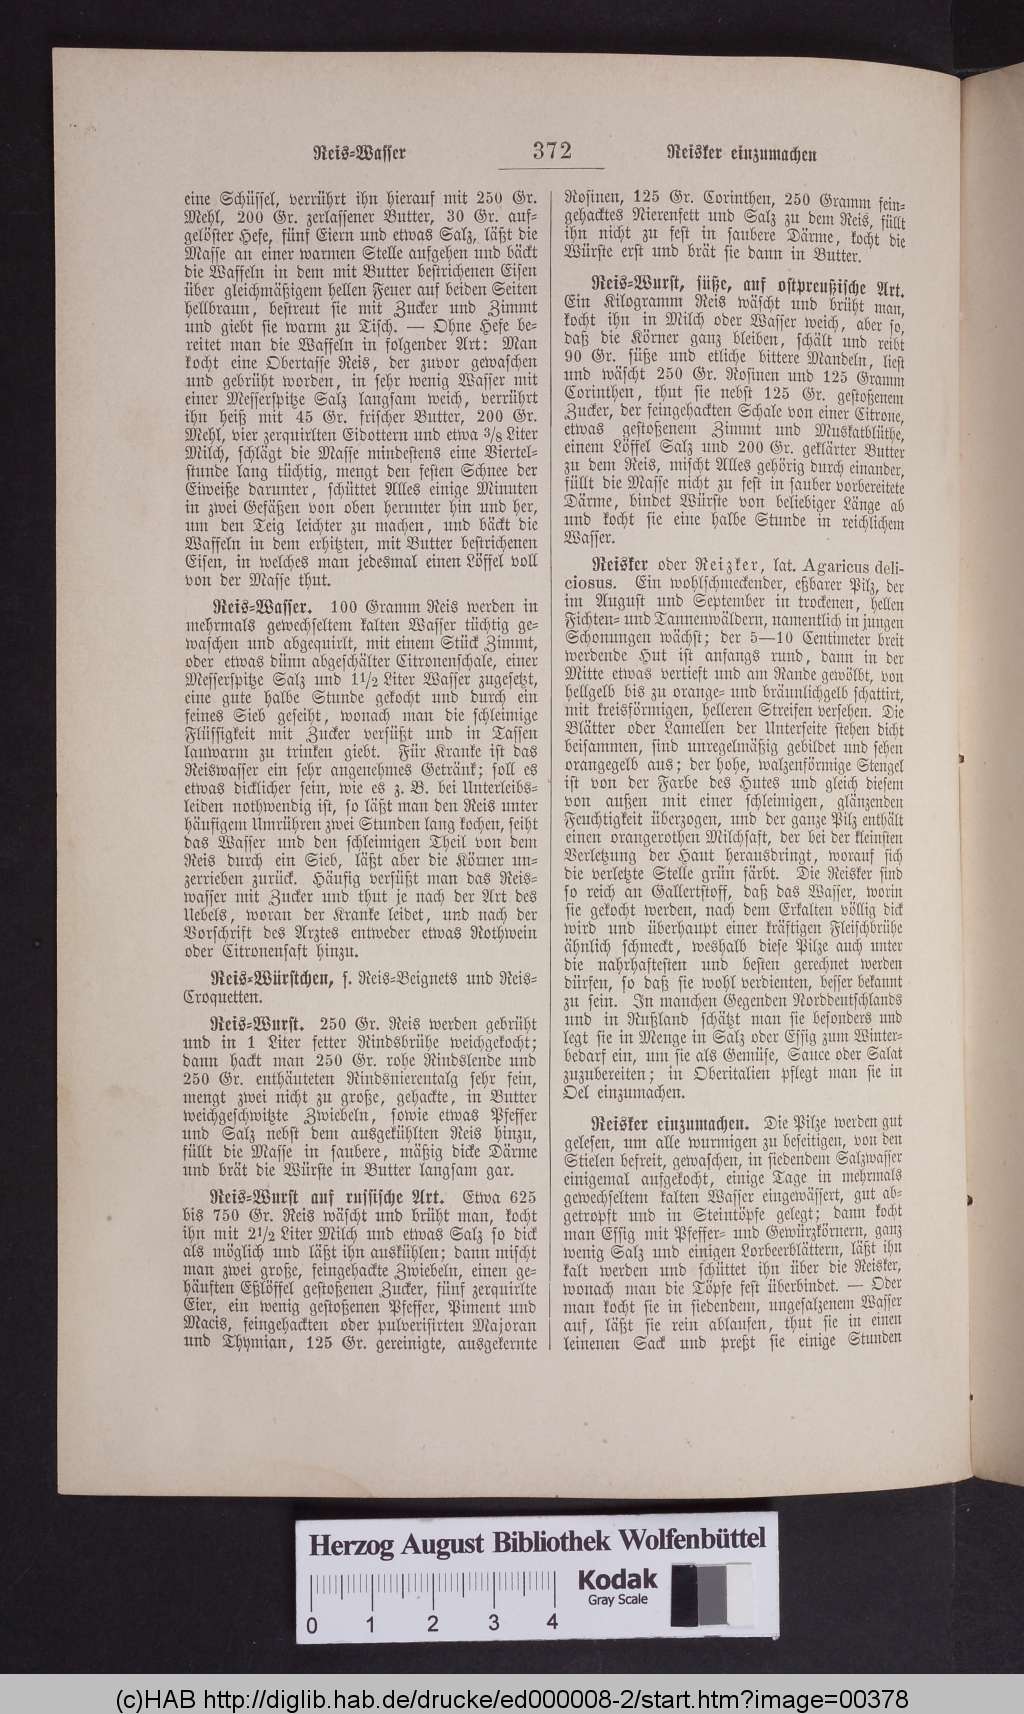 Reis-Wasser
372
Reisker einzumachen
eine Schüssel, verrührt ihn hierauf mit 250 Gr.
Mehl, 200 Gr. zerlassener Butter, 30 Gr. auf-
gelöster Hefe, fünf Eiern und etwas Salz, läßt die
Masse an einer warmen Stelle aufgehen und bäckt
die Waffeln in dem mit Butter bestrichenen Eisen
über gleichmäßigem hellen Feuer auf beiden Seiten
hellbraun, bestreut sie mit Zucker und Zimmt
und giebt sie warm zu Tisch. — Ohne Hefe be-
reitet man die Waffeln in folgender Art: Man
kocht eine Obertasse Reis, der zuvor gewaschen
und gebrüht worden, in sehr wenig Wasser mit
einer Messerspitze Salz langsam weich, verrührt
ihn heiß mit 45 Gr. frischer Butter, 200 Gr.
Mehl, vier zerquirlten Eidottern und etwa 3/8 Liter
Milch, schlägt die Masse mindestens eine Viertel-
stunde lang tüchtig, mengt den festen Schnee der
Eiweiße darunter, schüttet Alles einige Minuten
in zwei Gefäßen von oben herunter hin und her,
um den Teig leichter zu machen, und bäckt die
Waffeln in dem erhitzten, mit Butter bestrichenen
Eisen, in welches man jedesmal einen Löffel voll
von der Masse thut.
Reis-Wasser. 100 Gramm Reis werden in
mehrmals gewechseltem kalten Wasser tüchtig ge-
waschen und abgequirlt, mit einem Stück Zimmt,
oder etwas dünn abgeschälter Citronenschale, einer
Messerspitze Salz und 1 1/2 Liter Wasser zugesetzt,
eine gute halbe Stunde gekocht und durch ein
feines Sieb geseiht, wonach man die schleimige
Flüssigkeit mit Zucker versüßt und in Tassen
lauwarm zu trinken giebt. Für Kranke ist das
Reiswasser ein sehr angenehmes Getränk; soll es
etwas dicklicher sein, wie es z. B. bei Unterleibs-
leiden nothwendig ist, so läßt man den Reis unter
häufigem Umrühren zwei Stunden lang kochen, seiht
das Wasser und den schleimigen Theil von dem
Reis durch ein Sieb, läßt aber die Körner un-
zerrieben zurück. Häufig versüßt man das Reis-
wasser mit Zucker und thut je nach der Art des
Uebels, woran der Kranke leidet, und nach der
Vorschrift des Arztes entweder etwas Rothwein
oder Citronensaft hinzu.
Reis-Würstchen, s. Reis-Beignets und Reis-
Croquetten.
Reis-Wurst. 250 Gr. Reis werden gebrüht
und in 1 Liter fetter Rindsbrühe weichgekocht;
dann hackt man 250 Gr. rohe Rindslende und
250 Gr. enthäuteten Rindsnierentalg sehr fein,
mengt zwei nicht zu große, gehackte, in Butter
weichgeschwitzte Zwiebeln, sowie etwas Pfeffer
und Salz nebst dem ausgekühlten Reis hinzu,
füllt die Masse in saubere, mäßig dicke Därme
und brät die Würste in Butter langsam gar.
Reis-Wurst auf russische Art. Etwa 625
bis 750 Gr. Reis wäscht und brüht man, kocht
ihn mit 2 1/2 Liter Milch und etwas Salz so dick
als möglich und läßt ihn auskühlen; dann mischt
man zwei große, feingehackte Zwiebeln, einen ge-
häuften Eßlöffel gestoßenen Zucker, fünf zerquirlte
Eier, ein wenig gestoßenen Pfeffer, Piment und
Macis, feingehackten oder pulverisirten Majoran
und Thymian, 125 Gr. gereinigte, ausgekernte
Rosinen, 125 Gr. Corinthen, 250 Gramm fein-
gehacktes Nierenfett und Salz zu dem Reis, füllt
ihn nicht zu fest in saubere Därme, kocht die
Würste erst und brät sie dann in Butter.
Reis-Wurst, süße, auf ostpreußische Art.
Ein Kilogramm Reis wäscht und brüht man,
kocht ihn in Milch oder Wasser weich, aber so,
daß die Körner ganz bleiben, schält und reibt
90 Gr. süße und etliche bittere Mandeln, liest
und wäscht 250 Gr. Rosinen und 125 Gramm
Corinthen, thut sie nebst 125 Gr. gestoßenem
Zucker, der feingehackten Schale von einer Citrone,
etwas gestoßenem Zimmt und Muskatblüthe,
einem Löffel Salz und 200 Gr. geklärter Butter
zu dem Reis, mischt Alles gehörig durch einander,
füllt die Masse nicht zu fest in sauber vorbereitete
Därme, bindet Würste von beliebiger Länge ab
und kocht sie eine halbe Stunde in reichlichem
Wasser.
Reisker oder Reizker, lat. Agaricus deli-
ciosus. Ein wohlschmeckender, eßbarer Pilz, der
im August und September in trockenen, hellen
Fichten- und Tannenwäldern, namentlich in jungen
Schonungen wächst; der 5—10 Centimeter breit
werdende Hut ist anfangs rund, dann in der
Mitte etwas vertieft und am Rande gewölbt, von
hellgelb bis zu orange- und bräunlichgelb schattirt,
mit kreisförmigen, helleren Streifen versehen. Die
Blätter oder Lamellen der Unterseite stehen dicht
beisammen, sind unregelmäßig gebildet und sehen
orangegelb aus; der hohe, walzenförmige Stengel
ist von der Farbe des Hutes und gleich diesem
von außen mit einer schleimigen, glänzenden
Feuchtigkeit überzogen, und der ganze Pilz enthält
einen orangerothen Milchsaft, der bei der kleinsten
Verletzung der Haut herausdringt, worauf sich
die verletzte Stelle grün färbt. Die Reisker sind
so reich an Gallertstoff, daß das Wasser, worin
sie gekocht werden, nach dem Erkalten völlig dick
wird und überhaupt einer kräftigen Fleischbrühe
ähnlich schmeckt, weshalb diese Pilze auch unter
die nahrhaftesten und besten gerechnet werden
dürfen, so daß sie wohl verdienten, besser bekannt
zu sein. In manchen Gegenden Norddeutschlands
und in Rußland schätzt man sie besonders und
legt sie in Menge in Salz oder Essig zum Winter-
bedarf ein, um sie als Gemüse, Sauce oder Salat
zuzubereiten; in Oberitalien pflegt man sie in
Oel einzumachen.
Reisker einzumachen. Die Pilze werden gut
gelesen, um alle wurmigen zu beseitigen, von den
Stielen befreit, gewaschen, in siedendem Salzwasser
einigemal aufgekocht, einige Tage in mehrmals
gewechseltem kalten Wasser eingewässert, gut ab-
getropft und in Steintöpfe gelegt; dann kocht
man Essig mit Pfeffer- und Gewürzkörnern, ganz
wenig Salz und einigen Lorbeerblättern, läßt ihn
kalt werden und schüttet ihn über die Reisker,
wonach man die Töpfe fest überbindet. — Oder
man kocht sie in siedendem, ungesalzenem Wasser
auf, läßt sie rein ablaufen, thut sie in einen
leinenen Sack und preßt sie einige Stunden
Herzog August Bibliothek Wolfenbüttel
Kodak
Gray Scale
0 1 2 3 4
(c)HAB http://diglib.hab.de/drucke/ed000008-2/start.htm?image=00378